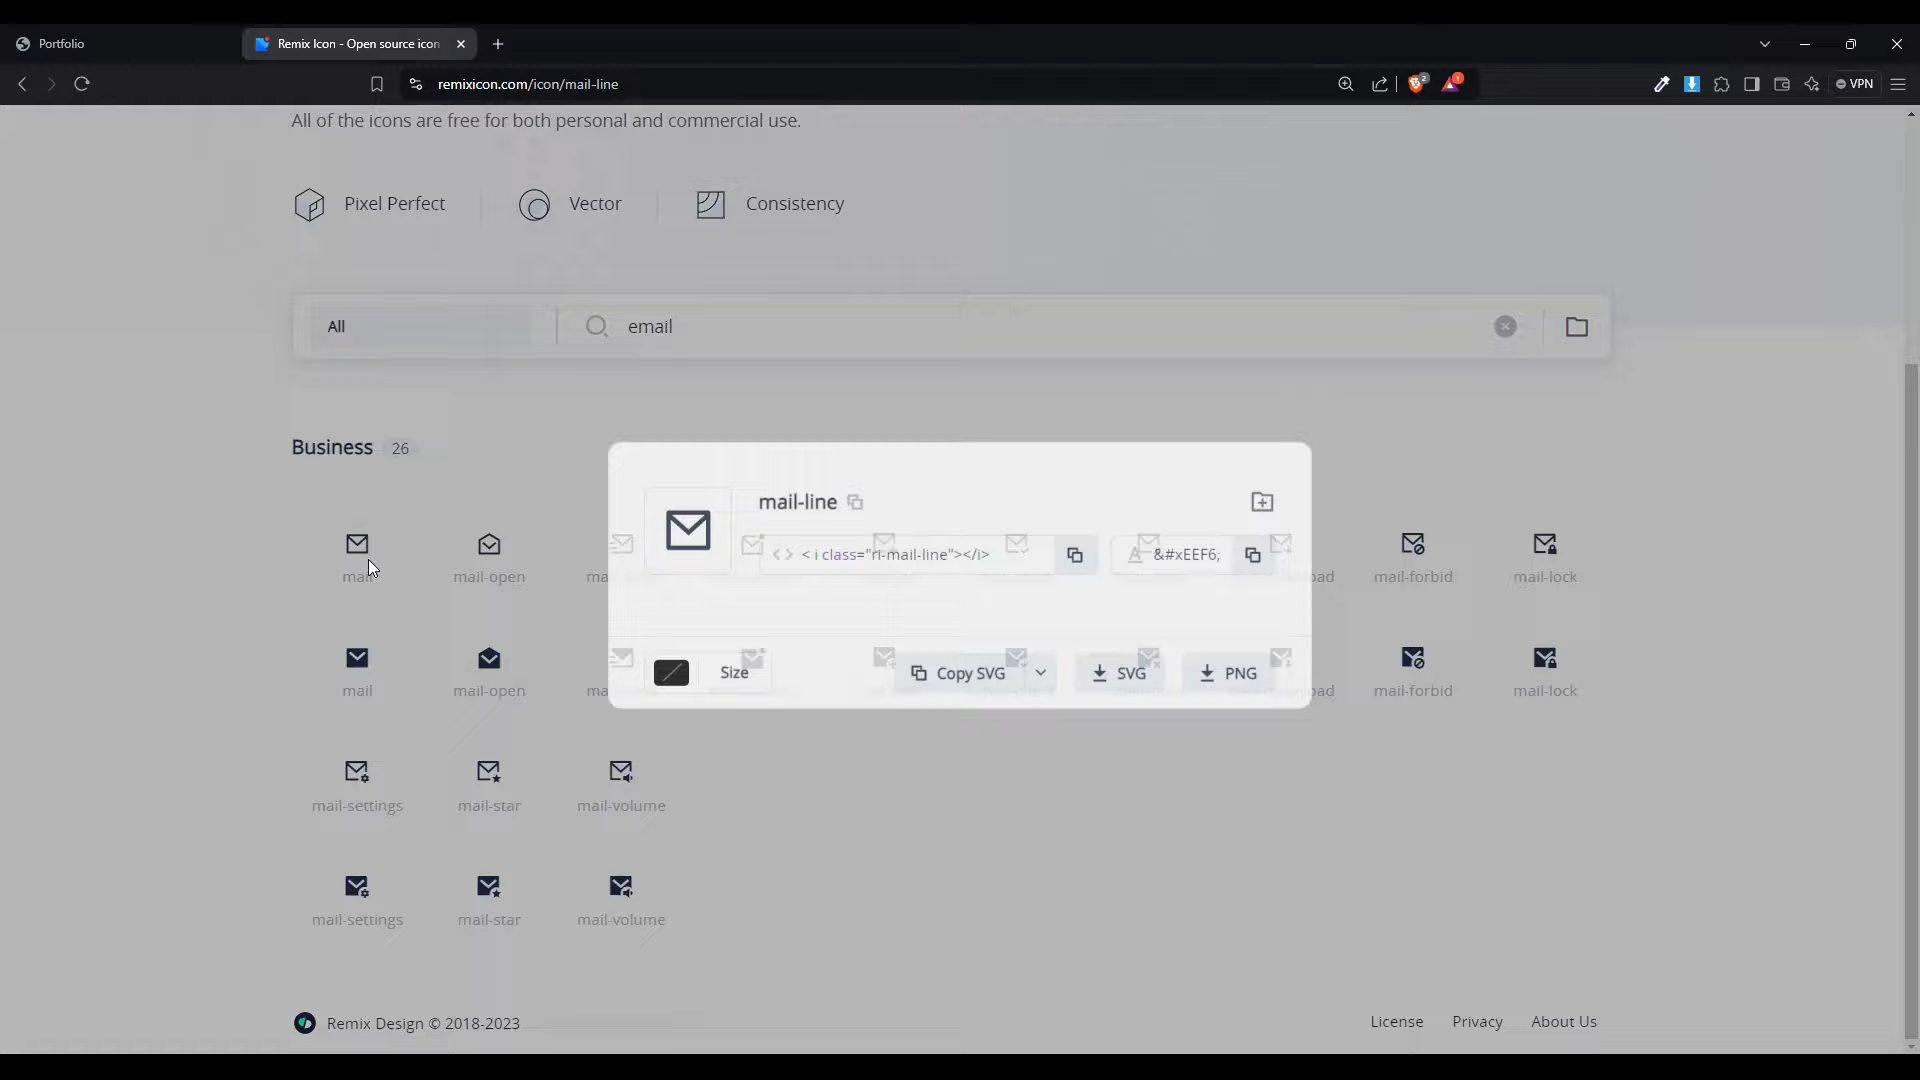 Portfolio
Remix Icon - Open source icon
remixicon.com/icon/mail-line
2
1
VPN
All of the icons are free for both personal and commercial use.
Pixel Perfect
Vector
Consistency
All
email
Business 26
mail-line
<i class="ri-mail-line"></i>
&#xEEF6;
mail
mail-open
mail-forbid
mail-lock
Size
Copy SVG
SVG
PNG
mail
mail-open
mail-forbid
mail-lock
mail-settings
mail-star
mail-volume
mail-settings
mail-star
mail-volume
Remix Design © 2018-2023
License
Privacy
About Us